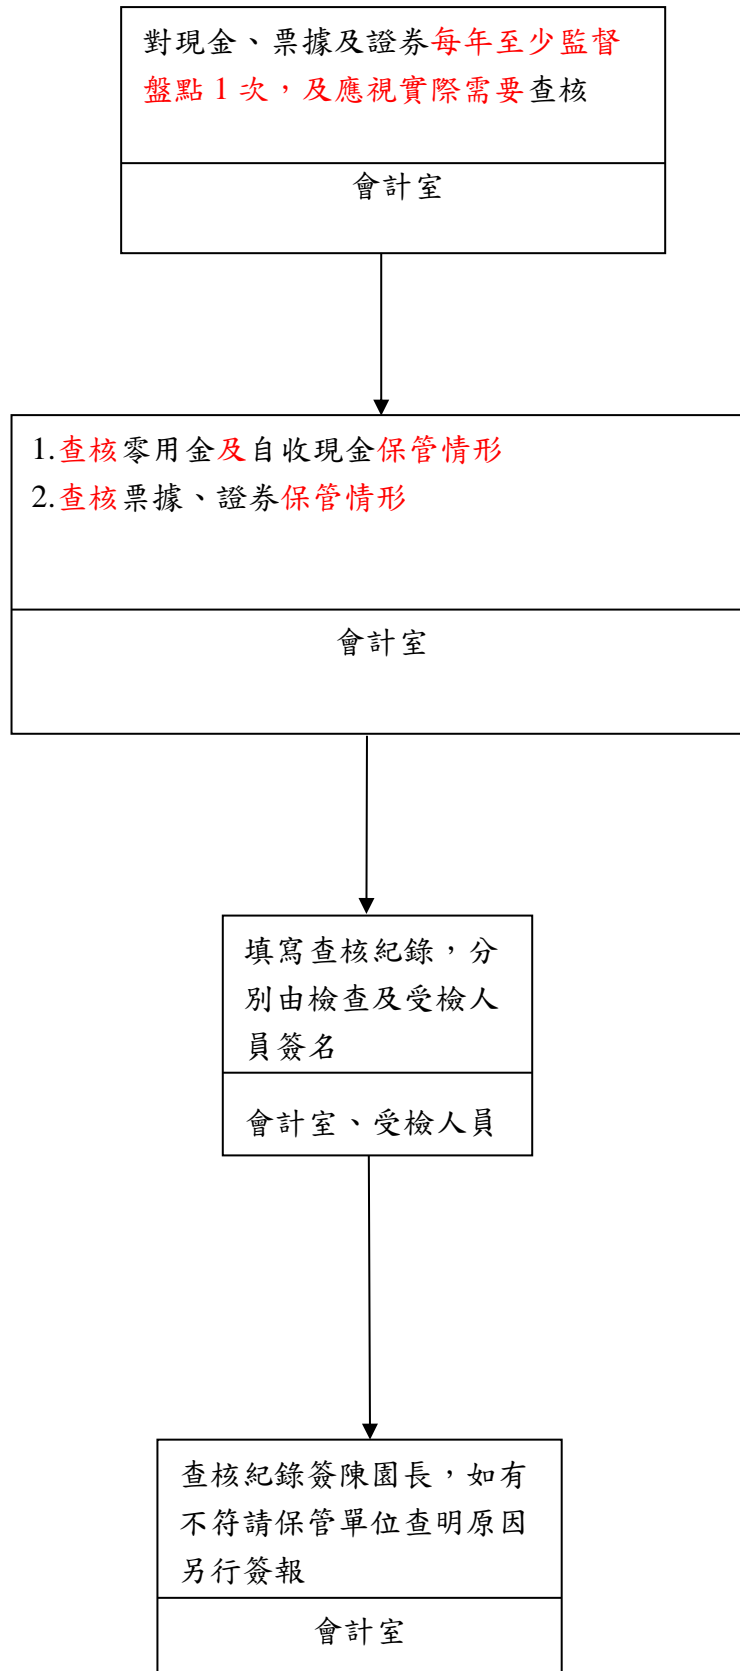 對現金、票據及證券每年至少監督
盤點 1 次，及應視實際需要查核
會計室
1.查核零用金及自收現金保管情形
2.查核票據、證券保管情形
會計室
填寫查核紀錄，分
別由檢查及受檢人
員簽名
會計室、受檢人員
查核紀錄簽陳園長，如有
不符請保管單位查明原因
另行簽報
會計室